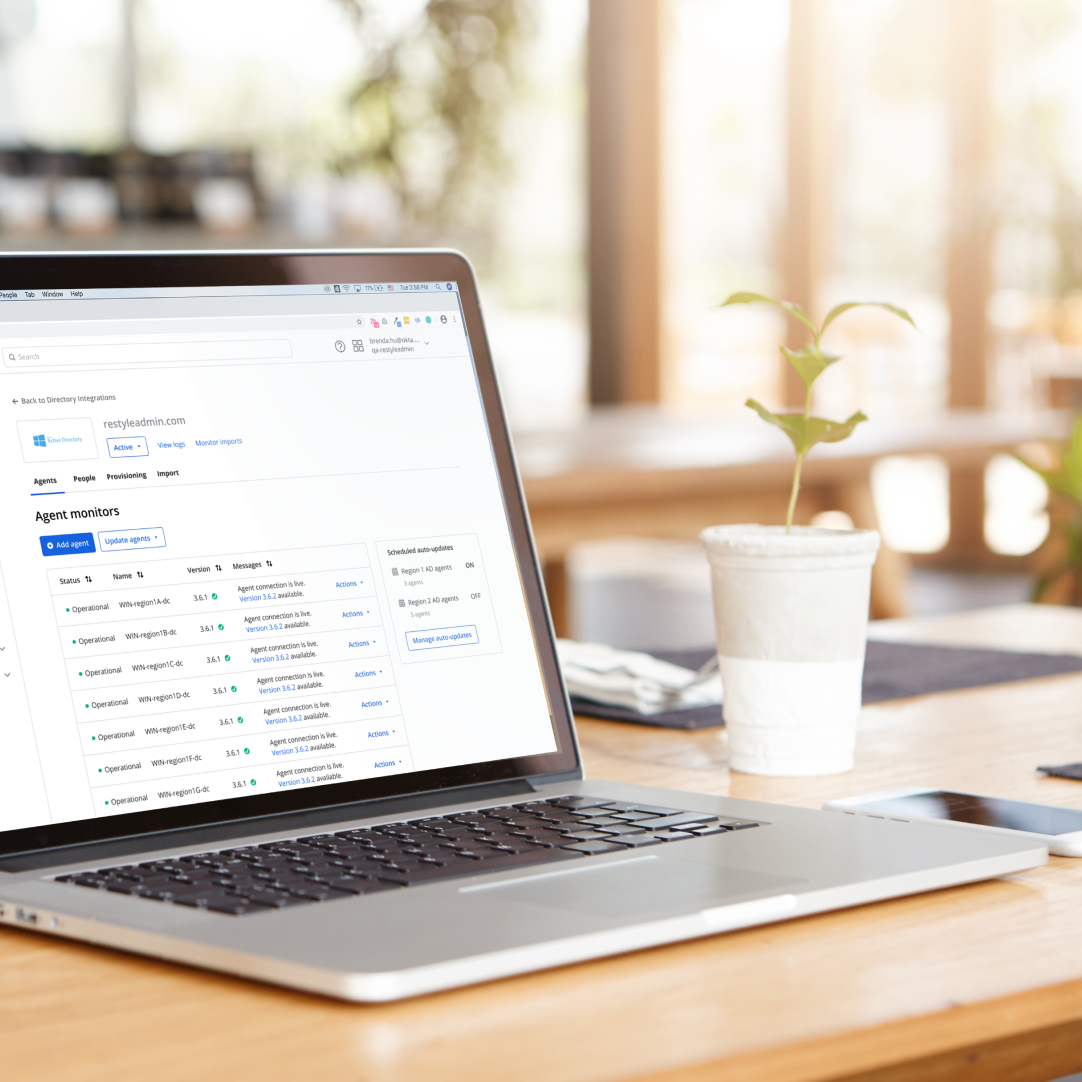 People Tab Window Help
77% Tue 2:58 PM
Search
brenda.hu@okta....
qa-restyleadmin
← Back to Directory Integrations
Active Directory
restyleadmin.com
Active View logs Monitor imports
Agents People Provisioning Import
Agent monitors
Add agent Update agents
Status Name Version Messages
Operational WIN-region1A-dc 3.6.1 Agent connection is live. Actions
Version 3.6.2 available.
Operational WIN-region1B-dc 3.6.1 Agent connection is live. Actions
Version 3.6.2 available.
Operational WIN-region1C-dc 3.6.1 Agent connection is live. Actions
Version 3.6.2 available.
Operational WIN-region1D-dc 3.6.1 Agent connection is live. Actions
Version 3.6.2 available.
Operational WIN-region1E-dc 3.6.1 Agent connection is live. Actions
Version 3.6.2 available.
Operational WIN-region1F-dc 3.6.1 Agent connection is live. Actions
Version 3.6.2 available.
Operational WIN-region1G-dc 3.6.1 Agent connection is live. Actions
Version 3.6.2 available.
Scheduled auto-updates
Region 1 AD agents ON
7 agents
Region 2 AD agents OFF
5 agents
Manage auto-updates